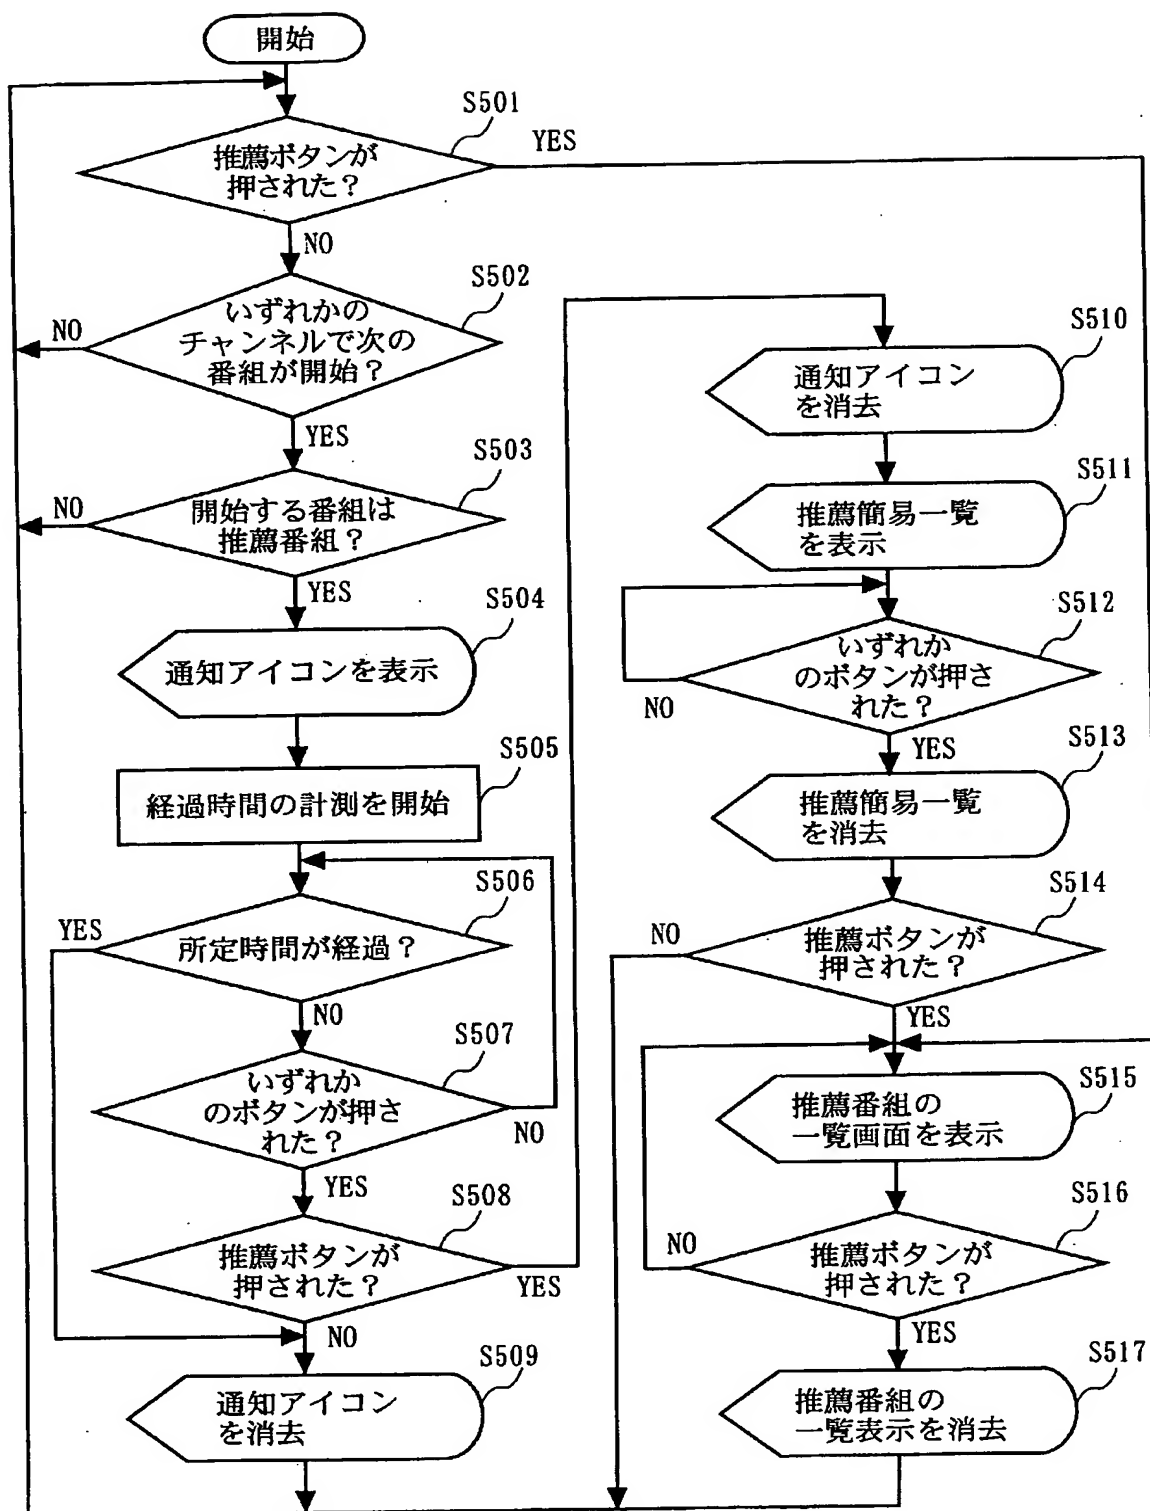 開始
S501
推薦ボタンが
押された？
YES
NO
S502
いずれかの
チャンネルで次の
番組が開始？
NO
YES
S503
開始する番組は
推薦番組？
NO
YES
S504
通知アイコンを表示
S505
経過時間の計測を開始
S506
所定時間が経過？
YES
NO
S507
いずれか
のボタンが押さ
れた？
NO
YES
S508
推薦ボタンが
押された？
YES
NO
S509
通知アイコン
を消去
S510
通知アイコン
を消去
S511
推薦簡易一覧
を表示
S512
いずれか
のボタンが押さ
れた？
NO
YES
S513
推薦簡易一覧
を消去
S514
推薦ボタンが
押された？
NO
YES
S515
推薦番組の
一覧画面を表示
S516
推薦ボタンが
押された？
NO
YES
S517
推薦番組の
一覧表示を消去